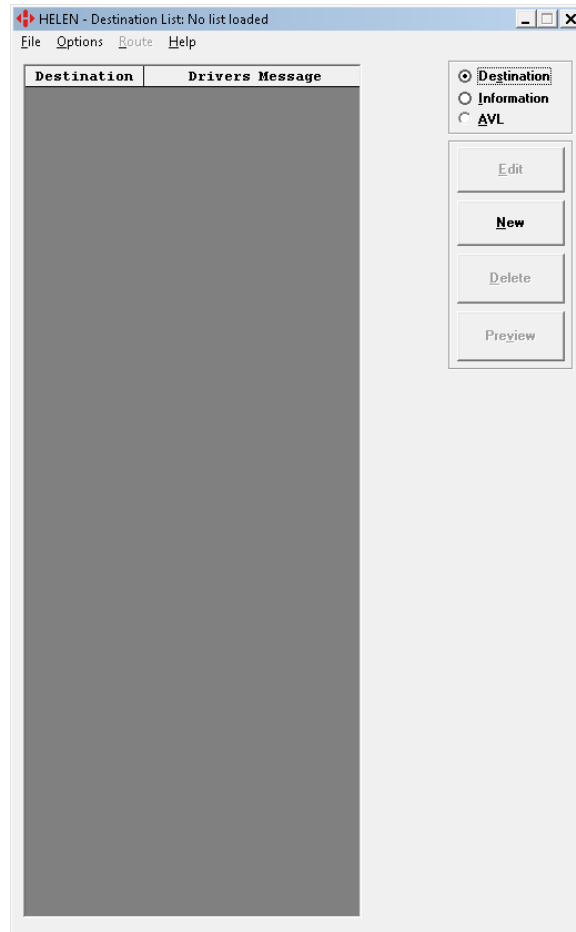 HELEN - Destination List: No list loaded
File Options Route Help
Destination Drivers Message
Destination
Information
AVL
Edit
New
Delete
Preview